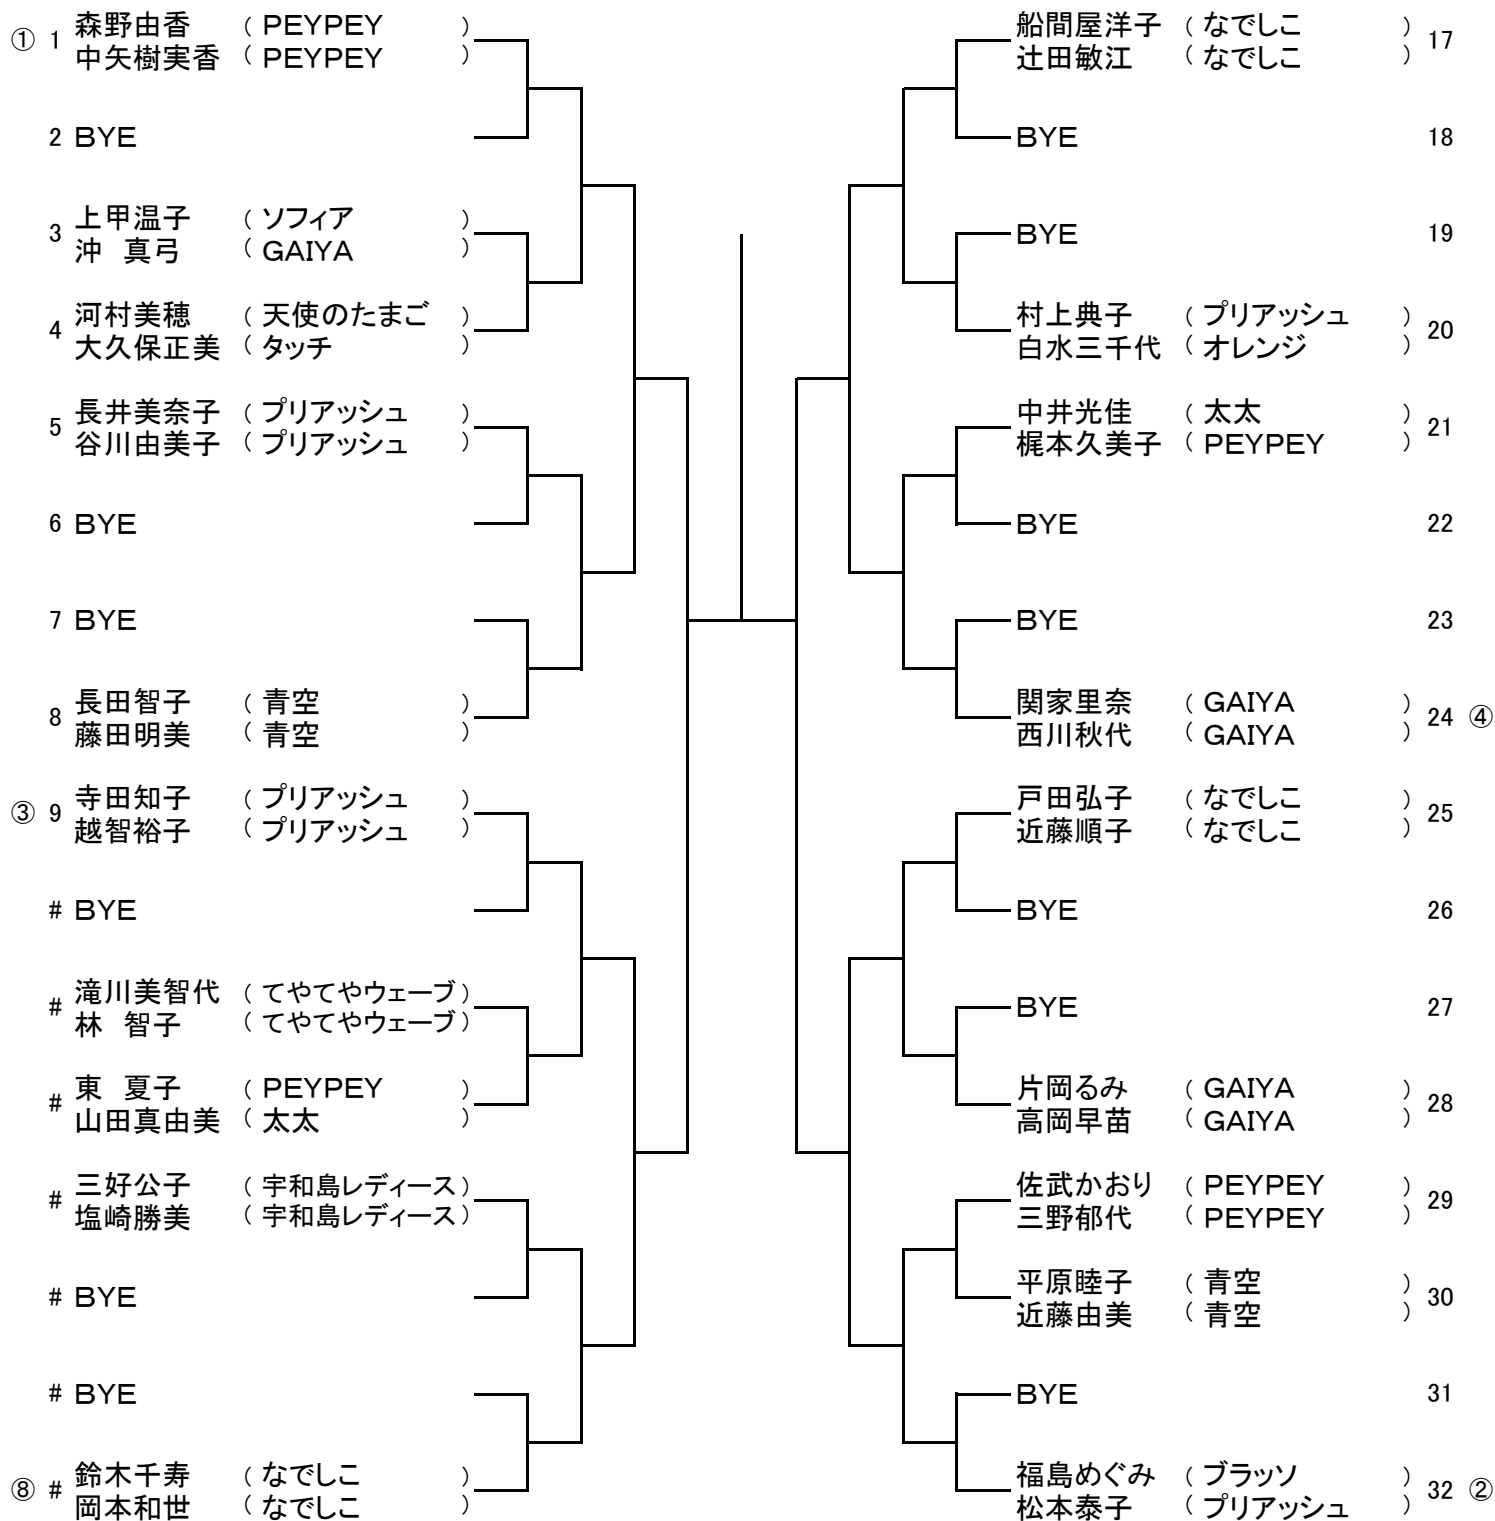 ① 1 森野由香 ( PEYPEY )
中矢樹実香 ( PEYPEY )
2 BYE
3 上甲温子 ( ソフィア )
沖　真弓 ( GAIYA )
4 河村美穂 ( 天使のたまご )
大久保正美 ( タッチ )
5 長井美奈子 ( プリアッシュ )
谷川由美子 ( プリアッシュ )
6 BYE
7 BYE
8 長田智子 ( 青空 )
藤田明美 ( 青空 )
③ 9 寺田知子 ( プリアッシュ )
越智裕子 ( プリアッシュ )
# BYE
# 滝川美智代 ( てやてやウェーブ )
林　智子 ( てやてやウェーブ )
# 東　夏子 ( PEYPEY )
山田真由美 ( 太太 )
# 三好公子 ( 宇和島レディース )
塩崎勝美 ( 宇和島レディース )
# BYE
# BYE
⑧ # 鈴木千寿 ( なでしこ )
岡本和世 ( なでしこ )
船間屋洋子 ( なでしこ ) 17
辻田敏江 ( なでしこ )
BYE 18
BYE 19
村上典子 ( プリアッシュ ) 20
白水三千代 ( オレンジ )
中井光佳 ( 太太 ) 21
梶本久美子 ( PEYPEY )
BYE 22
BYE 23
関家里奈 ( GAIYA ) 24 ④
西川秋代 ( GAIYA )
戸田弘子 ( なでしこ ) 25
近藤順子 ( なでしこ )
BYE 26
BYE 27
片岡るみ ( GAIYA ) 28
高岡早苗 ( GAIYA )
佐武かおり ( PEYPEY ) 29
三野郁代 ( PEYPEY )
平原睦子 ( 青空 ) 30
近藤由美 ( 青空 )
BYE 31
福島めぐみ ( ブラッソ ) 32 ②
松本泰子 ( プリアッシュ )